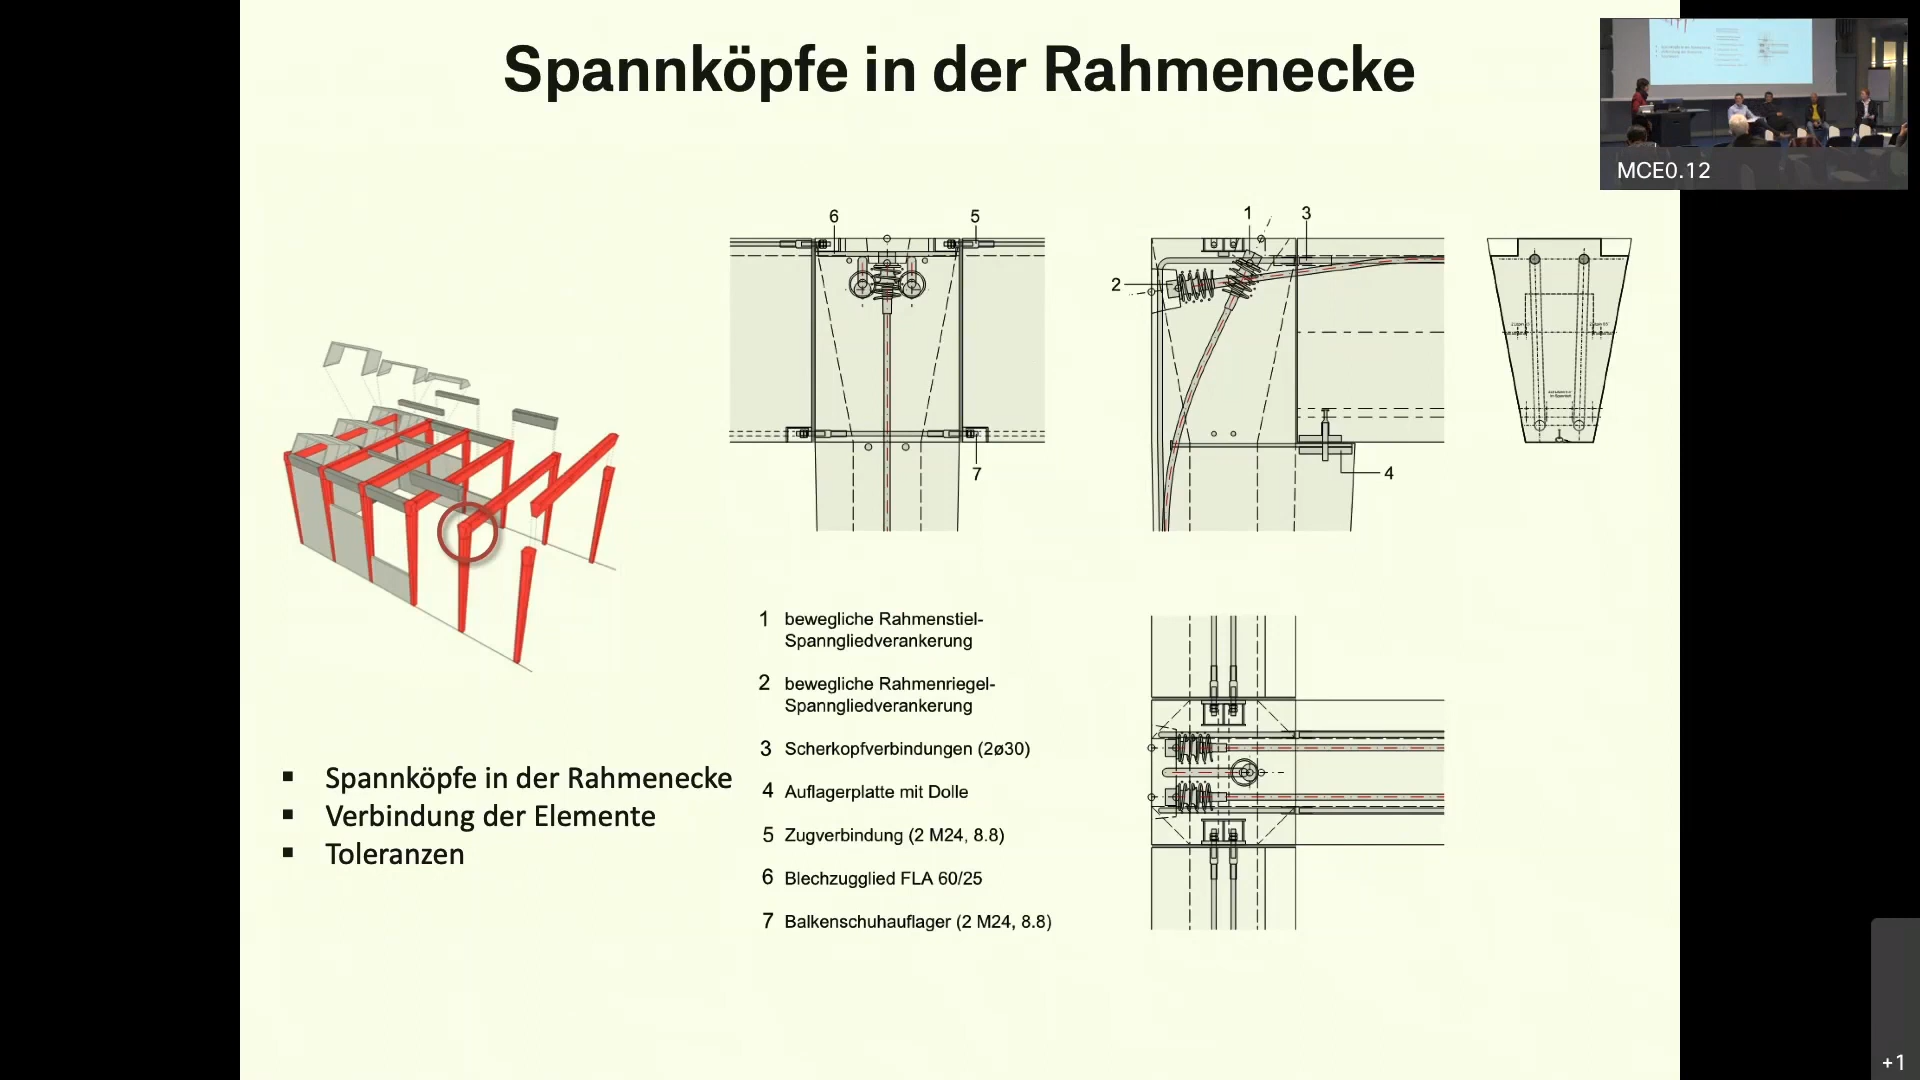 Spannköpfe in der Rahmenecke
MCE0.12
6
5
7
1
3
2
4
1 bewegliche Rahmenstiel-
Spanngliedverankerung
2 bewegliche Rahmenriegel-
Spanngliedverankerung
3 Scherkopfverbindungen (2ø30)
4 Auflagerplatte mit Dolle
5 Zugverbindung (2 M24, 8.8)
6 Blechzugglied FLA 60/25
7 Balkenschuhauflager (2 M24, 8.8)
▪ Spannköpfe in der Rahmenecke
▪ Verbindung der Elemente
▪ Toleranzen
+1